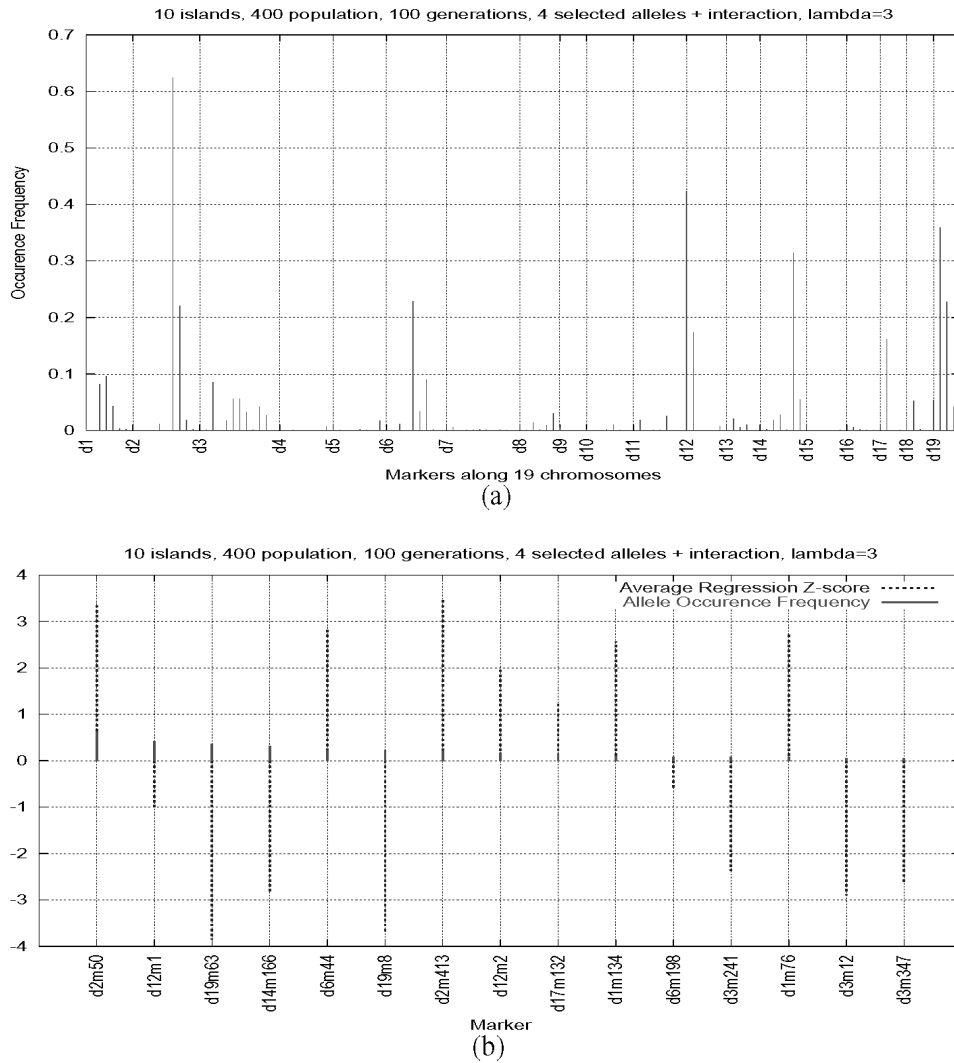 10 islands, 400 population, 100 generations, 4 selected alleles + interaction, lambda=3
0.7
0.6
0.5
0.4
0.3
0.2
0.1
0
Occurence Frequency
d1 d2 d3 d4 d5 d6 d7 d8 d9 d10 d11 d12 d13 d14 d15 d16 d17 d18 d19
Markers along 19 chromosomes
(a)
10 islands, 400 population, 100 generations, 4 selected alleles + interaction, lambda=3
Average Regression Z-score
Allele Occurence Frequency
4
3
2
1
0
-1
-2
-3
-4
d2m50 d12m1 d19m63 d14m166 d6m44 d19m8 d2m413 d12m2 d17m132 d1m134 d6m198 d3m241 d1m76 d3m12 d3m347
Marker
(b)